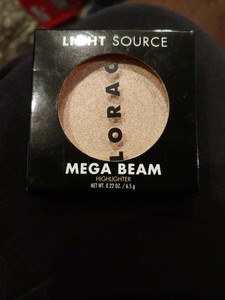 LIGHT SOURCE
LORAC
MEGA BEAM
HIGHLIGHTER
NET WT. 0.22 OZ. / 6.5 g